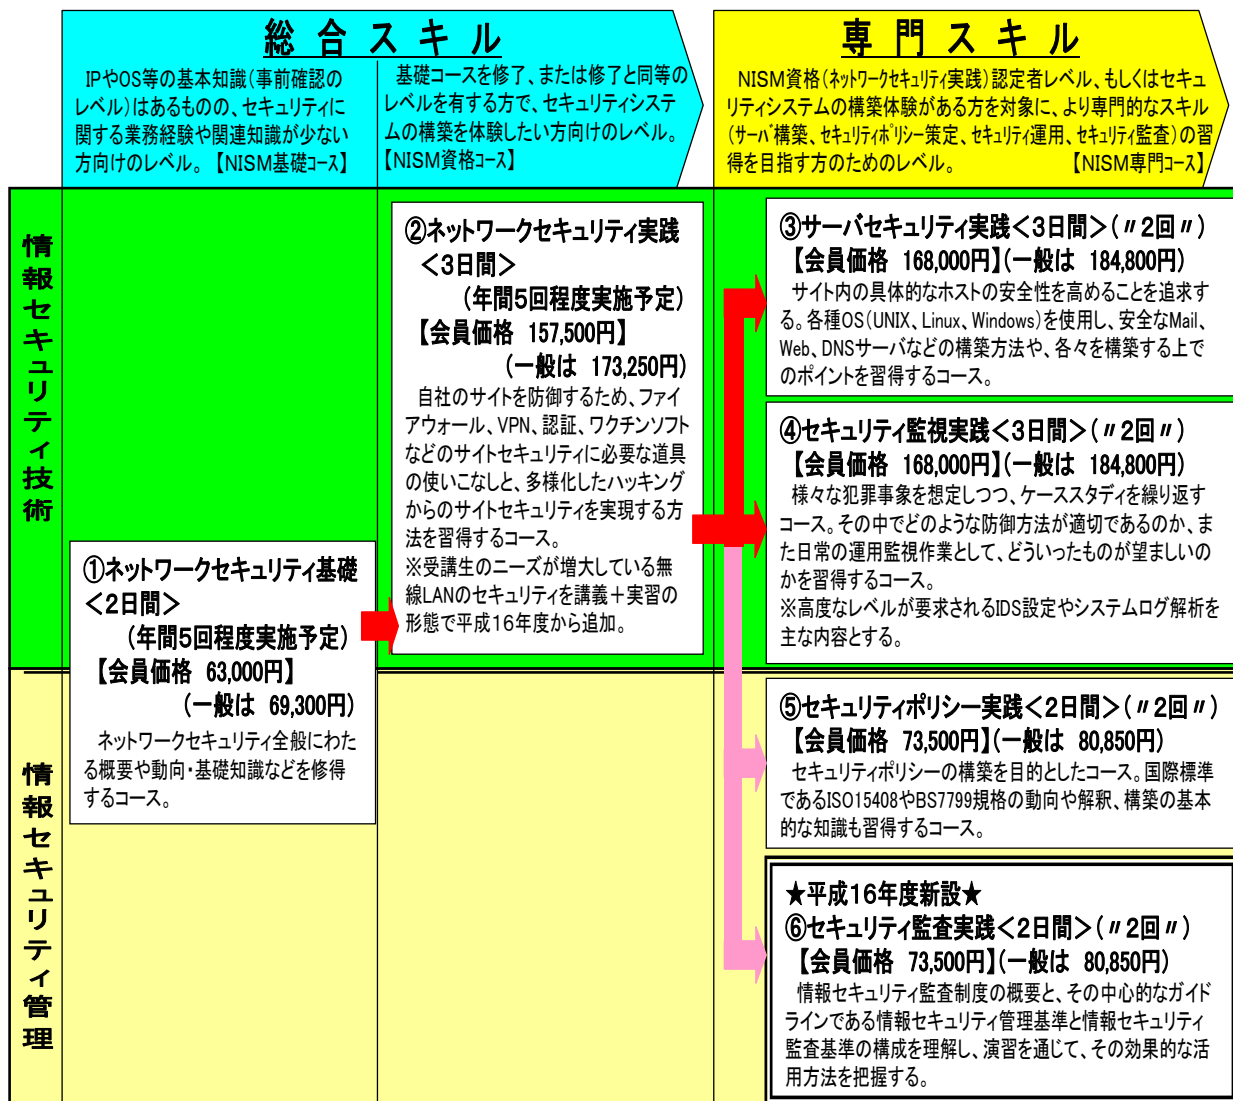 総合スキル
IPやOS等の基本知識(事前確認の
レベル)はあるものの、セキュリティに
関する業務経験や関連知識が少ない
方向けのレベル。【NISM基礎コース】
基礎コースを修了、または修了と同等の
レベルを有する方で、セキュリティシステ
ムの構築を体験したい方向けのレベル。
【NISM資格コース】
専門スキル
NISM資格(ネットワークセキュリティ実践)認定者レベル、もしくはセキュ
リティシステムの構築体験がある方を対象に、より専門的なスキル
(サーバ構築、セキュリティポリシー策定、セキュリティ運用、セキュリティ監査)の習
得を目指す方のためのレベル。 【NISM専門コース】
情報セキュリティ技術
①ネットワークセキュリティ基礎
<2日間>
(年間5回程度実施予定)
【会員価格 63,000円】
(一般は 69,300円)
ネットワークセキュリティ全般にわた
る概要や動向・基礎知識などを修得
するコース。
②ネットワークセキュリティ実践
<3日間>
(年間5回程度実施予定)
【会員価格 157,500円】
(一般は 173,250円)
自社のサイトを防御するため、ファイ
アウォール、VPN、認証、ワクチンソフト
などのサイトセキュリティに必要な道具
の使いこなしと、多様化したハッキング
からのサイトセキュリティを実現する方
法を習得するコース。
※受講生のニーズが増大している無
線LANのセキュリティを講義+実習の
形態で平成16年度から追加。
③サーバセキュリティ実践<3日間>(〃2回〃)
【会員価格 168,000円】(一般は 184,800円)
サイト内の具体的なホストの安全性を高めることを追求す
る。各種OS(UNIX、Linux、Windows)を使用し、安全なMail、
Web、DNSサーバなどの構築方法や、各々を構築する上で
のポイントを習得するコース。
④セキュリティ監視実践<3日間>(〃2回〃)
【会員価格 168,000円】(一般は 184,800円)
様々な犯罪事象を想定しつつ、ケーススタディを繰り返す
コース。その中でどのような防御方法が適切であるのか、ま
た日常の運用監視作業として、どういったものが望ましいの
かを習得するコース。
※高度なレベルが要求されるIDS設定やシステムログ解析を
主な内容とする。
情報セキュリティ管理
⑤セキュリティポリシー実践<2日間>(〃2回〃)
【会員価格 73,500円】(一般は 80,850円)
セキュリティポリシーの構築を目的としたコース。国際標準
であるISO15408やBS7799規格の動向や解釈、構築の基本
的な知識も習得するコース。
★平成16年度新設★
⑥セキュリティ監査実践<2日間>(〃2回〃)
【会員価格 73,500円】(一般は 80,850円)
情報セキュリティ監査制度の概要と、その中心的なガイド
ラインである情報セキュリティ管理基準と情報セキュリティ
監査基準の構成を理解し、演習を通じて、その効果的な活
用方法を把握する。